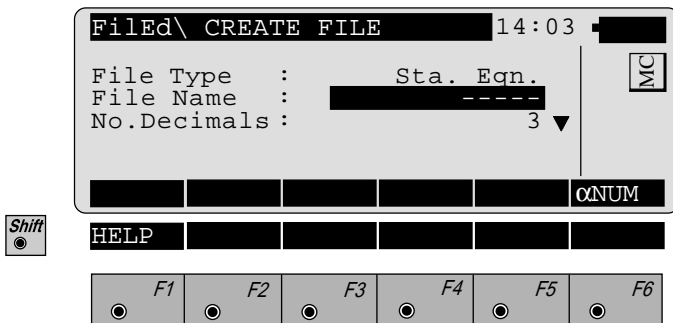 FilEd\ CREATE FILE 14:03
MC
File Type : Sta. Eqn.
File Name : -----
No.Decimals: 3 ▼
αNUM
Shift
HELP
F1 F2 F3 F4 F5 F6